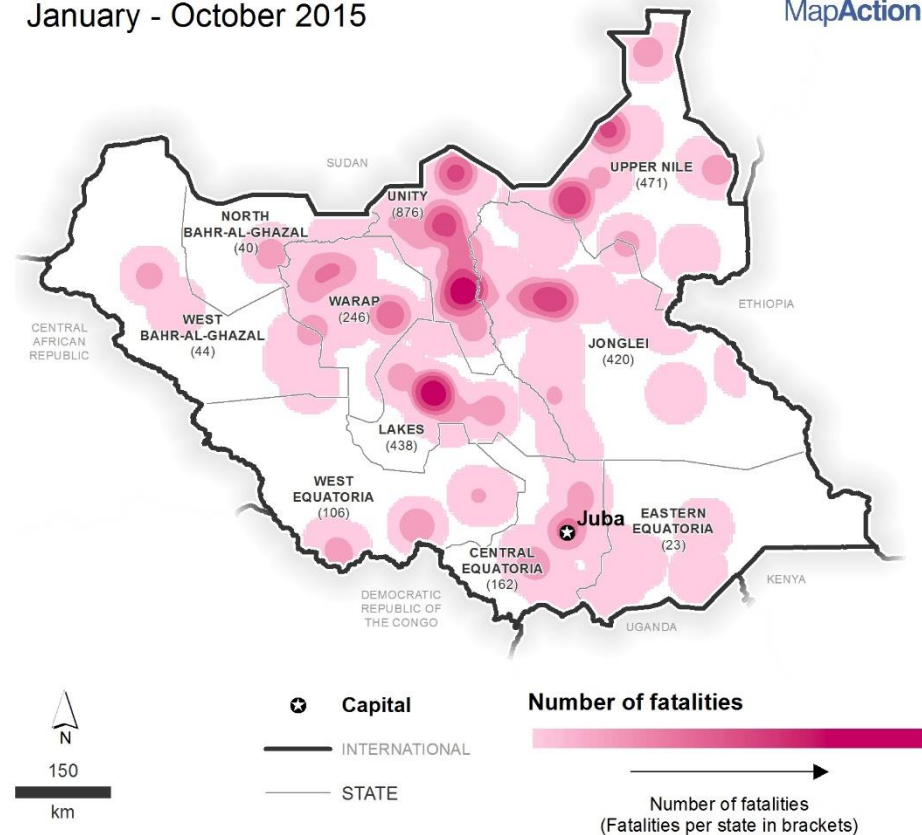 January - October 2015
MapAction
SUDAN
UPPER NILE
(471)
UNITY
(876)
NORTH
BAHR-AL-GHAZAL
(40)
WARAP
(246)
ETHIOPIA
CENTRAL
AFRICAN
REPUBLIC
WEST
BAHR-AL-GHAZAL
(44)
JONGLEI
(420)
LAKES
(438)
WEST
EQUATORIA
(106)
Juba
EASTERN
EQUATORIA
(23)
CENTRAL
EQUATORIA
(162)
KENYA
DEMOCRATIC
REPUBLIC OF
THE CONGO
UGANDA
N
150
km
Capital
INTERNATIONAL
STATE
Number of fatalities
Number of fatalities
(Fatalities per state in brackets)